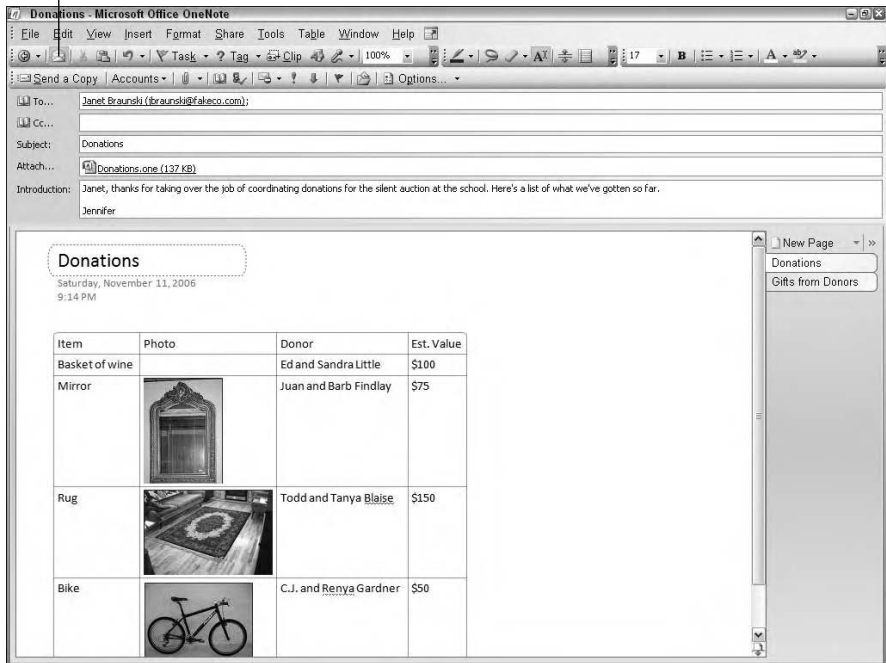 Donations - Microsoft Office OneNote
File Edit View Insert Format Share Tools Table Window Help
Task ? Tag Clip 100% 17 B A
Send a Copy Accounts Options...
To... Janet Braunski (jbraunski@fakeco.com);
Cc...
Subject: Donations
Attach... Donations.one (137 KB)
Introduction: Janet, thanks for taking over the job of coordinating donations for the silent auction at the school. Here's a list of what we've gotten so far.
Jennifer
New Page
Donations
Gifts from Donors
Donations
Saturday, November 11, 2006
9:14 PM
Item Photo Donor Est. Value
Basket of wine Ed and Sandra Little $100
Mirror Juan and Barb Findlay $75
Rug Todd and Tanya Blaise $150
Bike C.J. and Renya Gardner $50